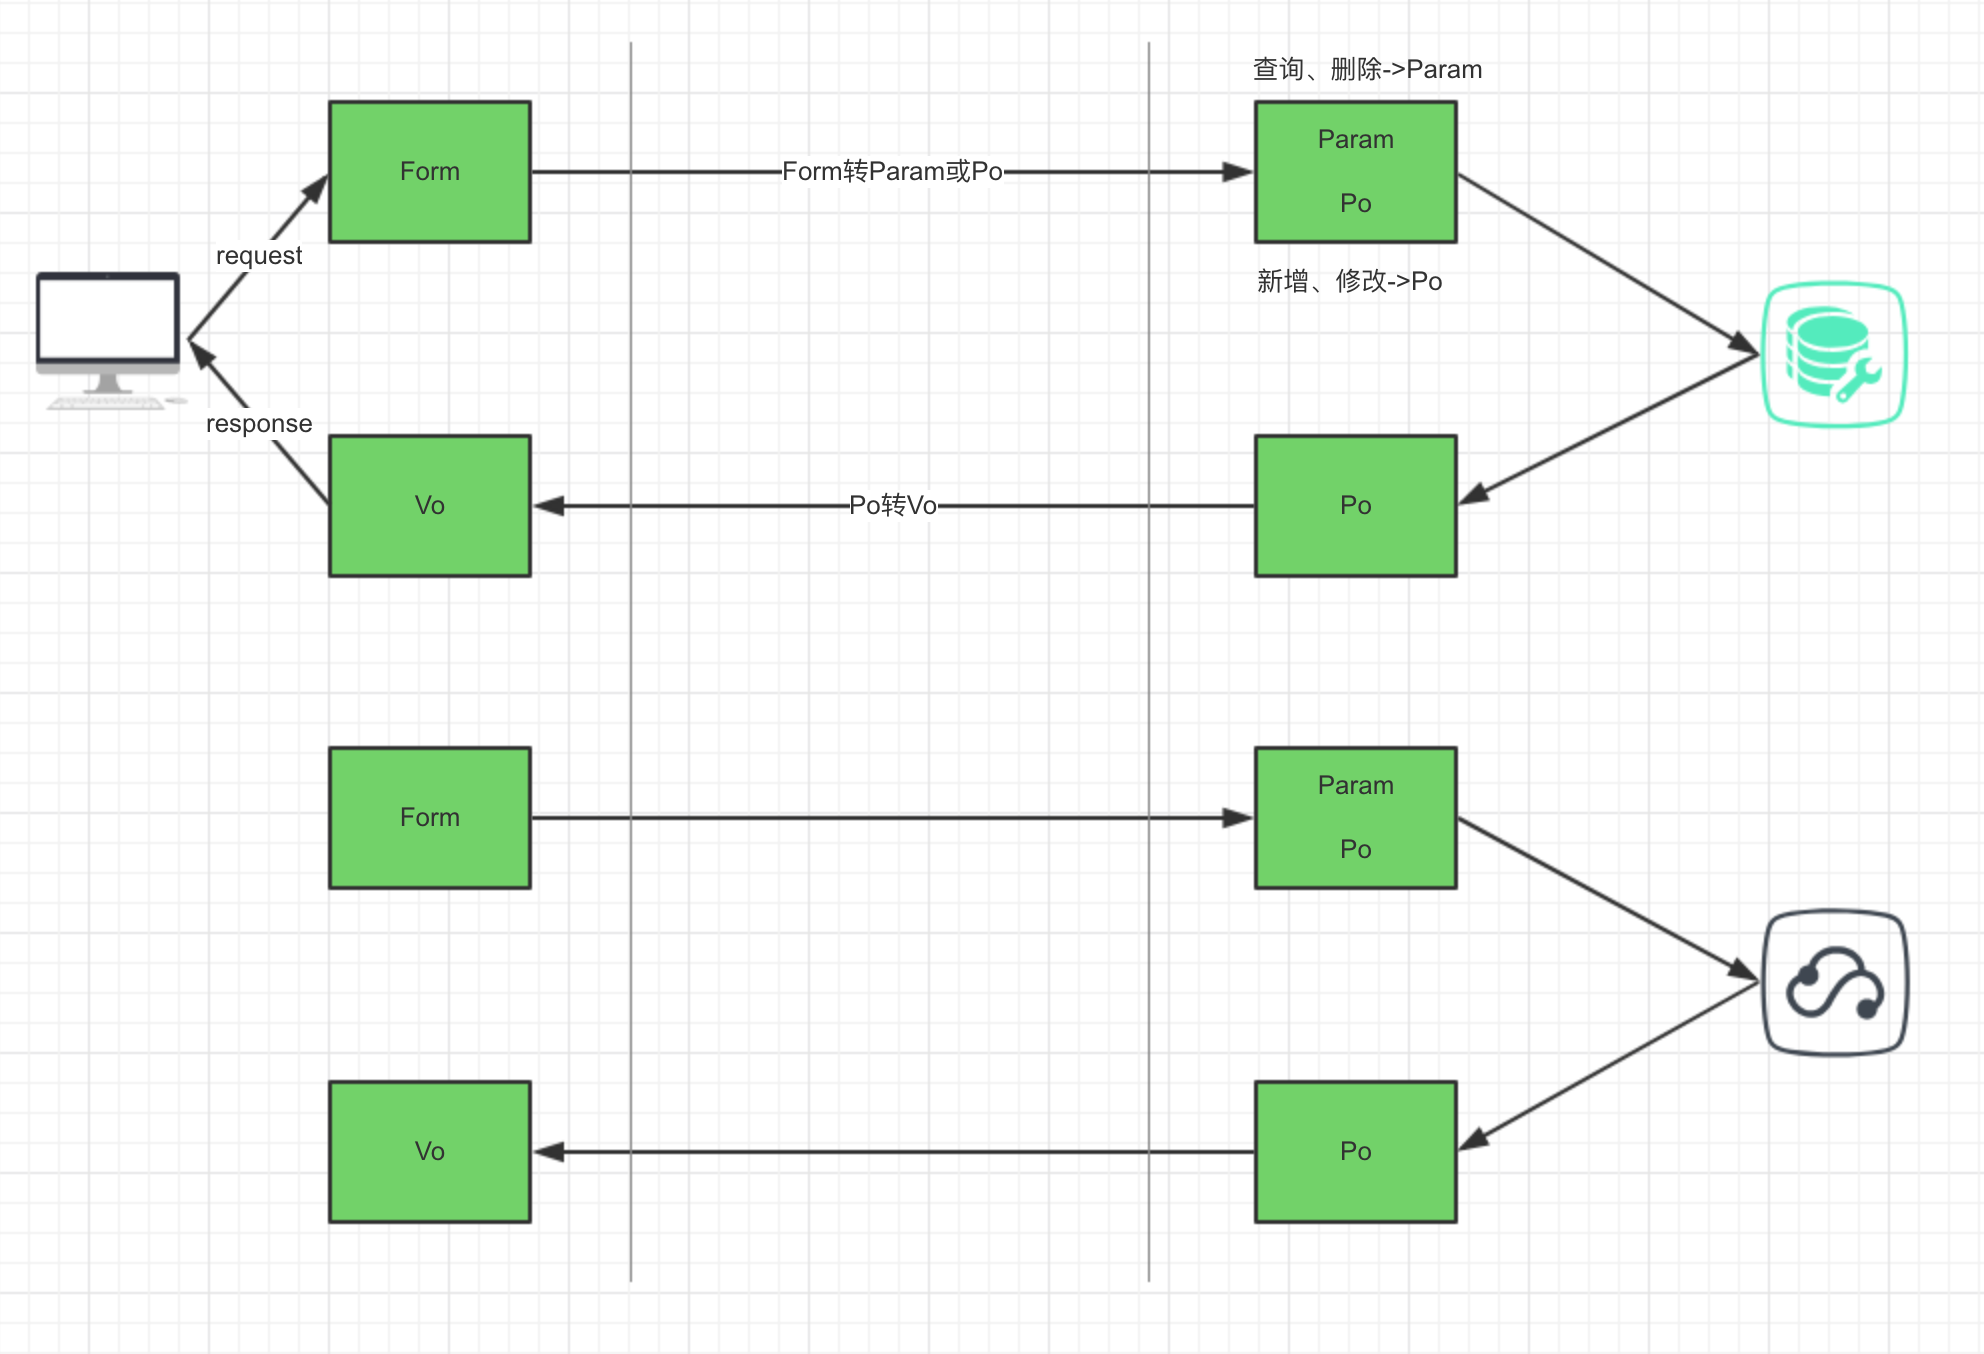 查询、删除->Param
Form
Form转Param或Po
Param
Po
request
新增、修改->Po
response
Vo
Po转Vo
Po
Form
Param
Po
Vo
Po